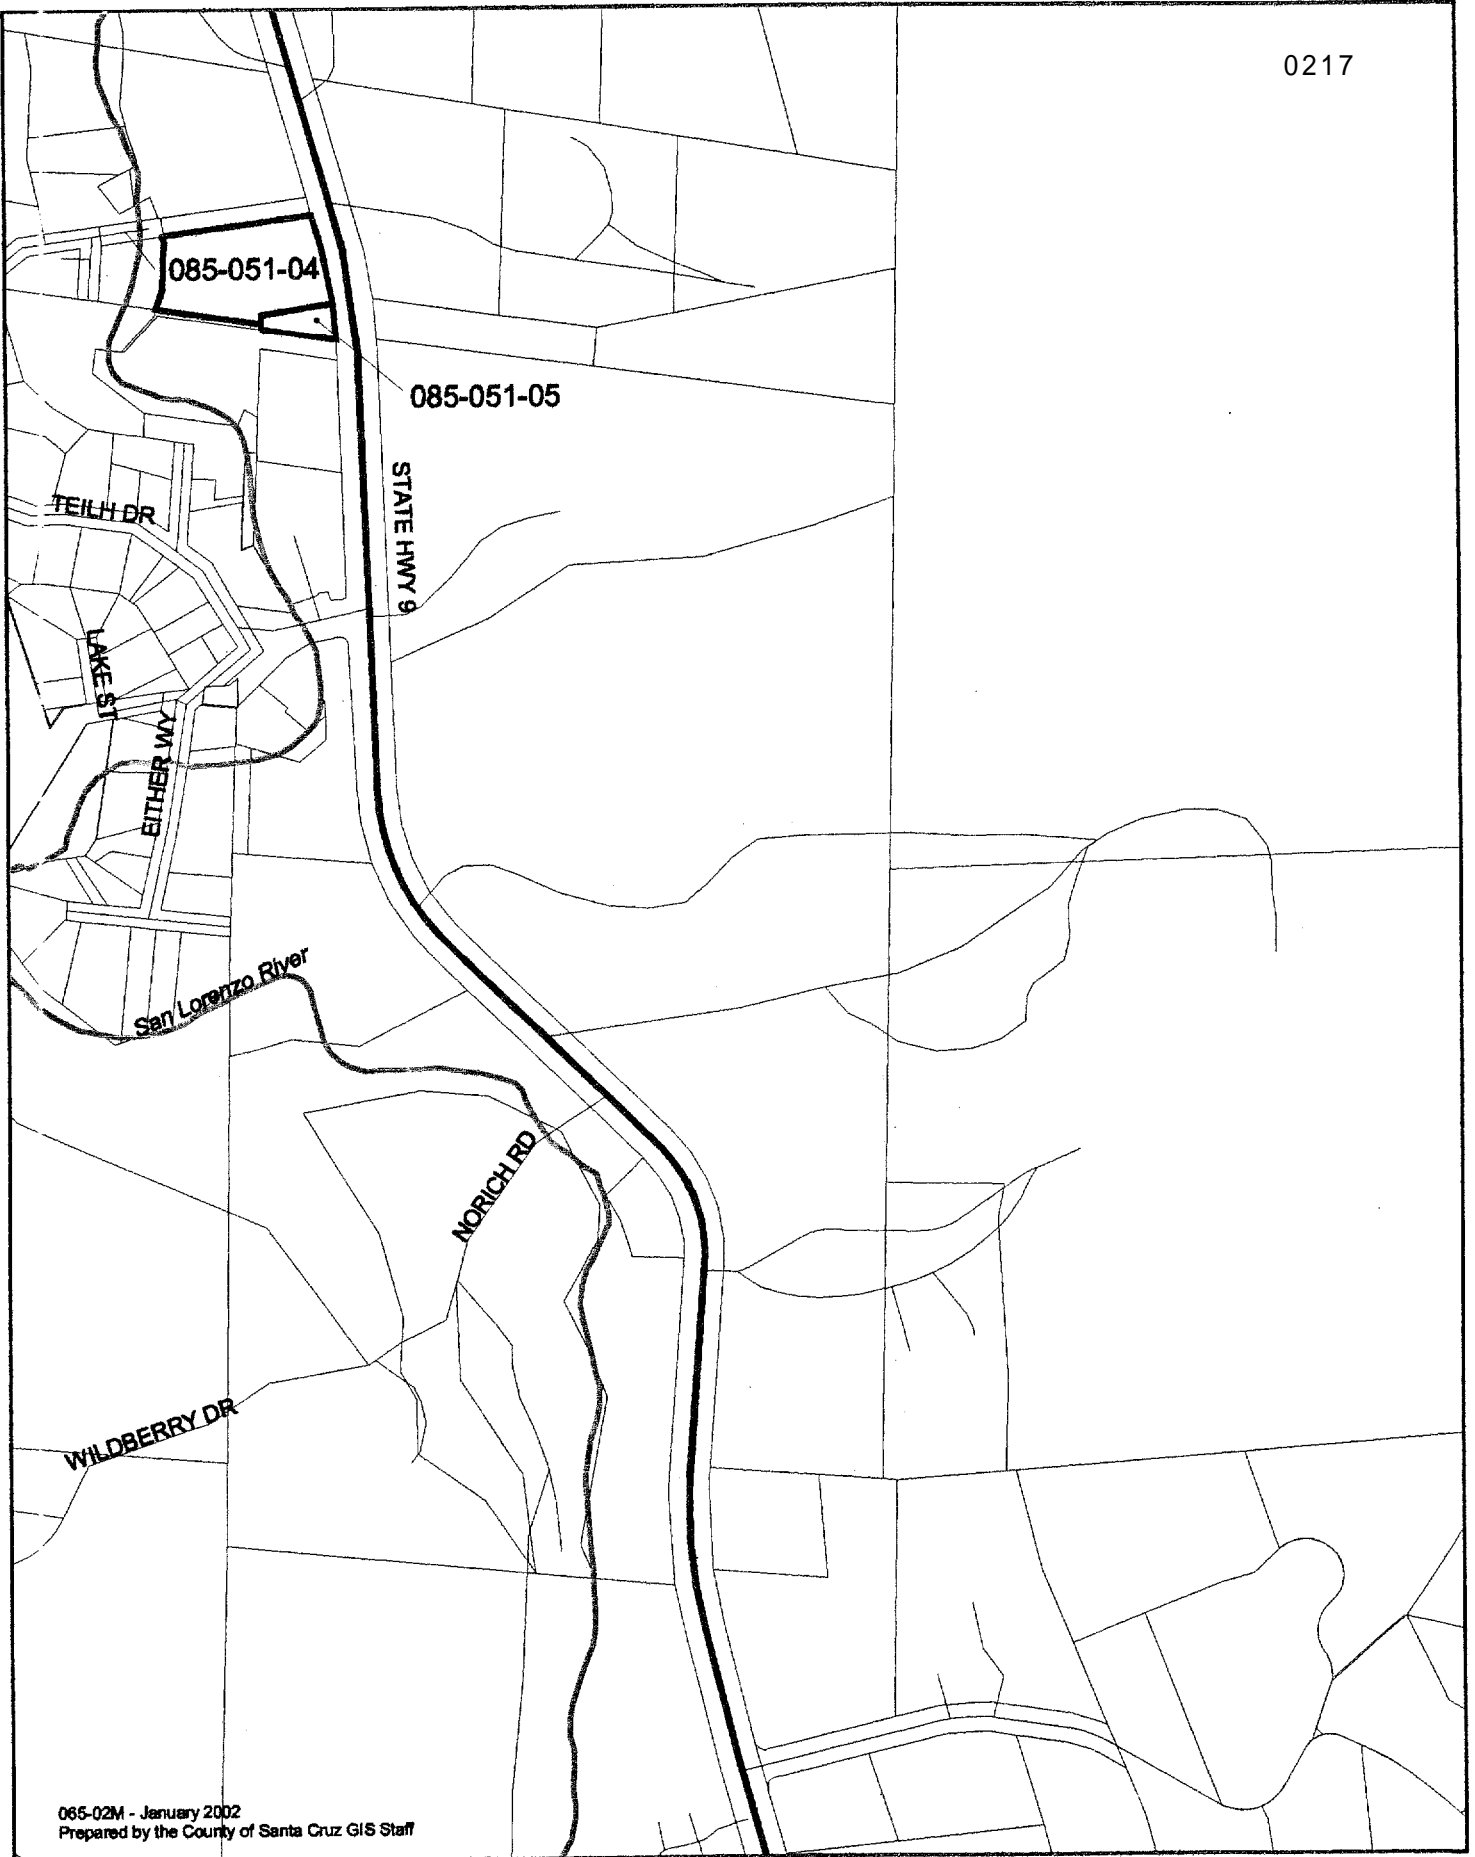 0217
085-051-04
085-051-05
STATE HWY 9
TEILH DR
LAKE ST
EITHER WY
San Lorenzo River
NORICH RD
WILDBERRY DR
065-02M - January 2002
Prepared by the County of Santa Cruz GIS Staff